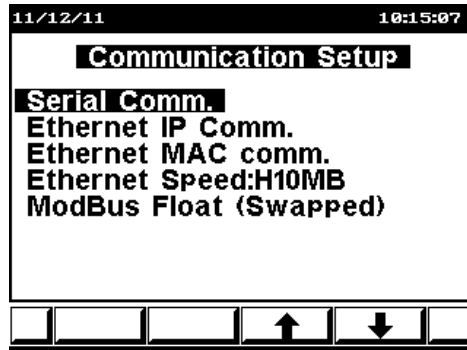 11/12/11 10:15:07
Communication Setup
Serial Comm.
Ethernet IP Comm.
Ethernet MAC comm.
Ethernet Speed:H10MB
ModBus Float (Swapped)